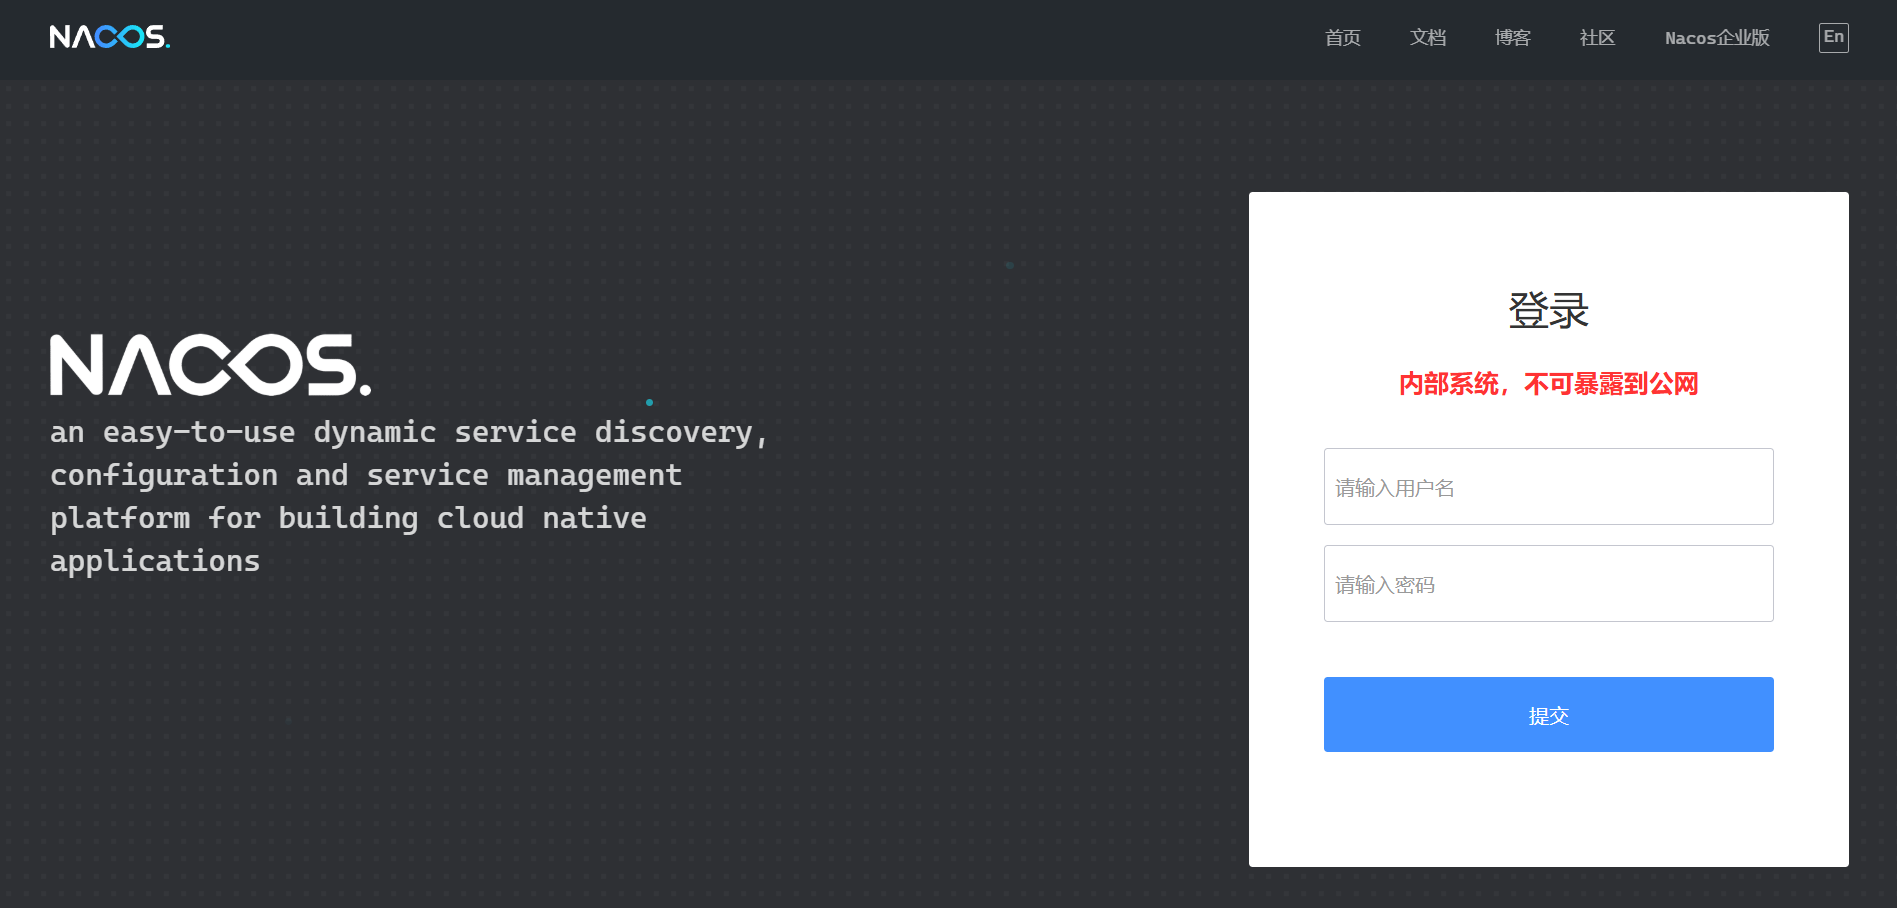 NACOS.
首页
文档
博客
社区
Nacos企业版
En
NACOS.
an easy-to-use dynamic service discovery,
configuration and service management
platform for building cloud native
applications
登录
内部系统，不可暴露到公网
请输入用户名
请输入密码
提交